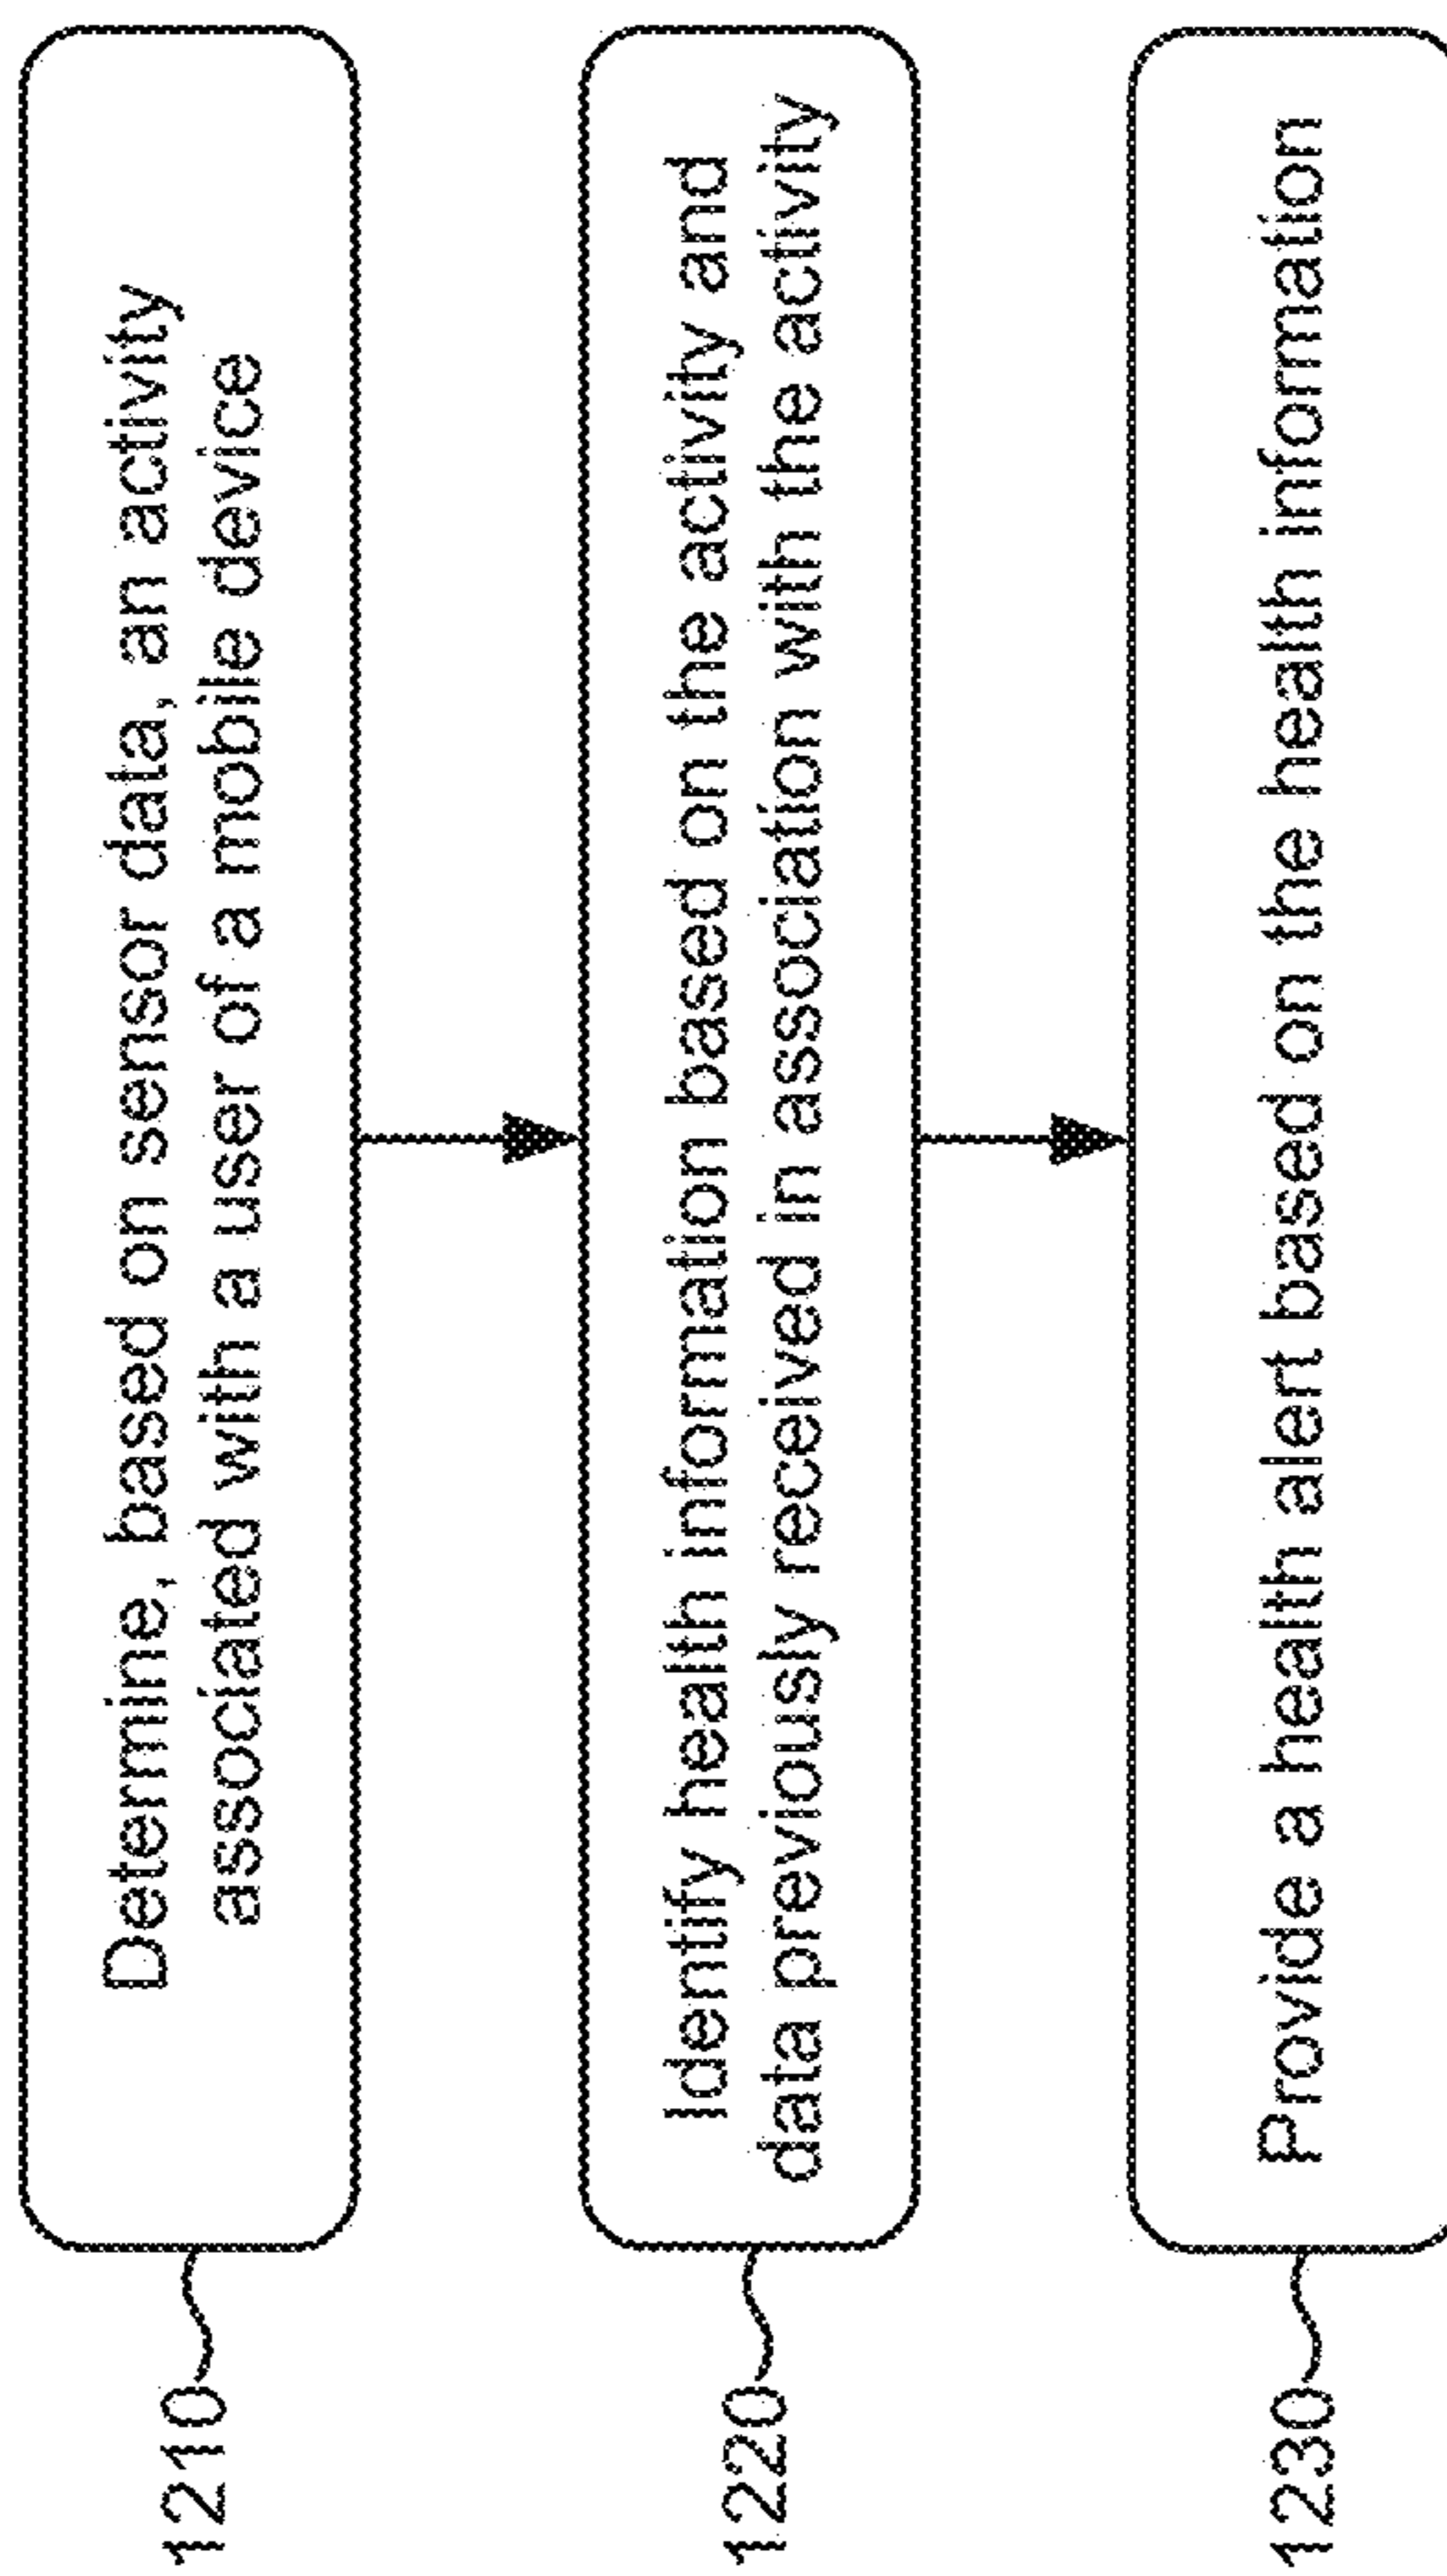 1210
Determine, based on sensor data, an activity
associated with a user of a mobile device
1220
Identify health information based on the activity and
data previously received in association with the activity
1230
Provide a health alert based on the health information